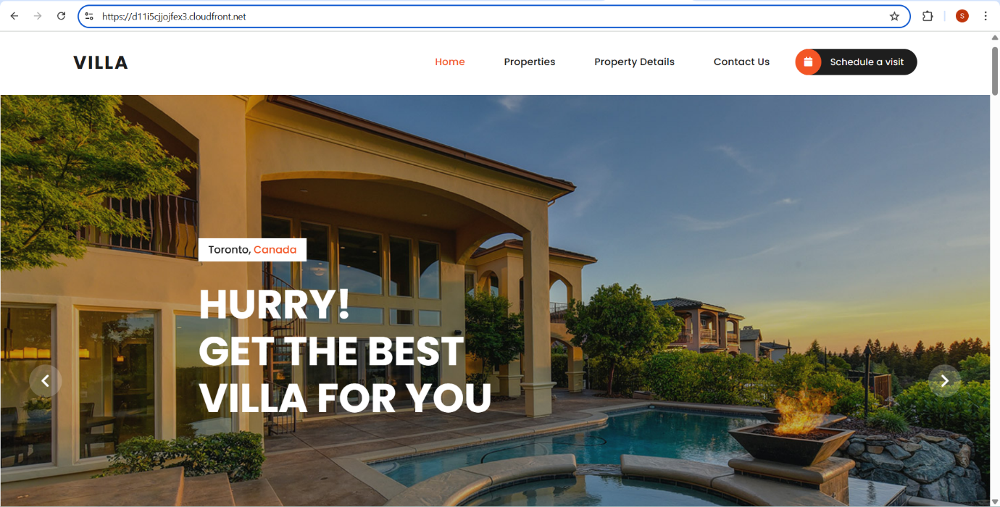 https://d11i5cjjojfex3.cloudfront.net
S
VILLA
Home Properties Property Details Contact Us Schedule a visit
Toronto, Canada
HURRY!
GET THE BEST
VILLA FOR YOU